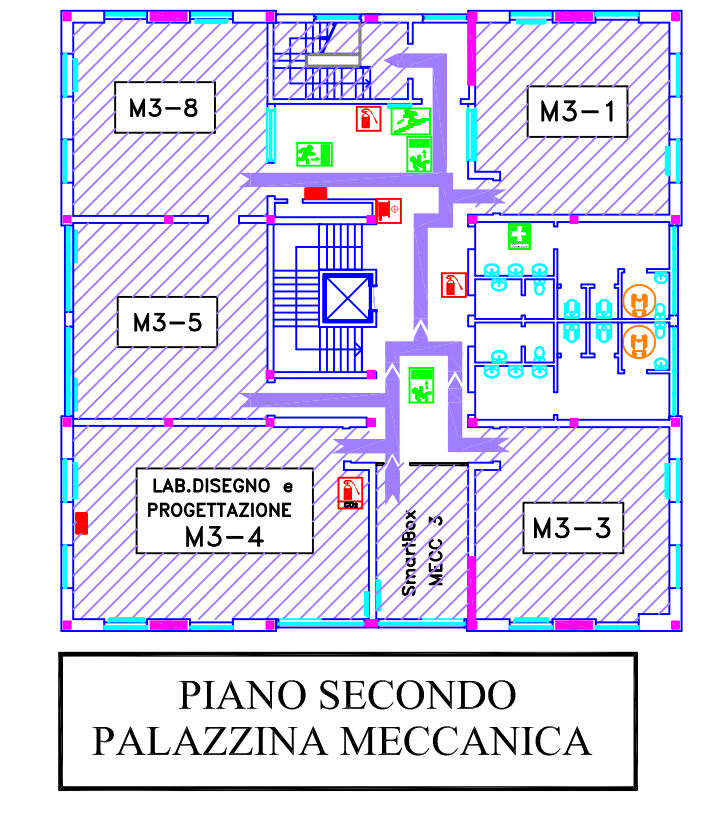 M3-8
M3-1
M3-5
LAB.DISEGNO e
PROGETTAZIONE
M3-4
CO2
SmartBox
MECC 3
M3-3
PIANO SECONDO
PALAZZINA MECCANICA